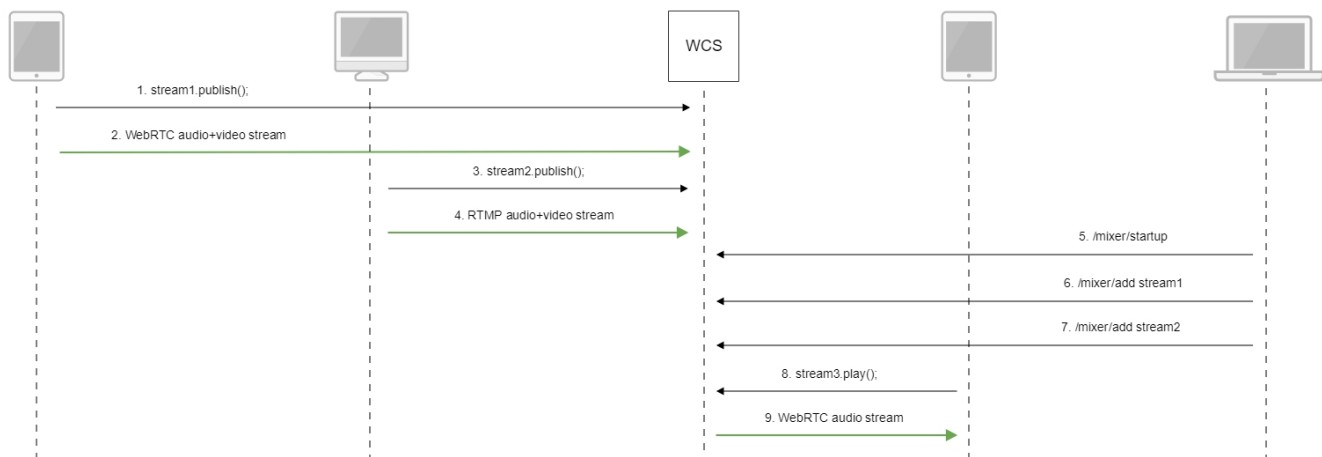 WCS
1. stream1.publish();
2. WebRTC audio+video stream
3. stream2.publish();
4. RTMP audio+video stream
5. /mixer/startup
6. /mixer/add stream1
7. /mixer/add stream2
8. stream3.play();
9. WebRTC audio stream